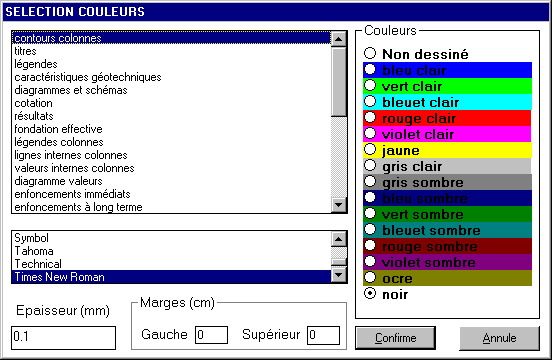 SELECTION COULEURS
contours colonnes
titres
légendes
caractéristiques géotechniques
diagrammes et schémas
cotation
résultats
fondation effective
légendes colonnes
lignes internes colonnes
valeurs internes colonnes
diagramme valeurs
enfoncements immédiats
enfoncements à long terme
Symbol
Tahoma
Technical
Times New Roman
Epaisseur (mm)
0.1
Marges (cm)
Gauche 0 Supérieur 0
Couleurs
Non dessiné
bleu clair
vert clair
bleuet clair
rouge clair
violet clair
jaune
gris clair
gris sombre
bleu sombre
vert sombre
bleuet sombre
rouge sombre
violet sombre
ocre
noir
Confirme
Annule